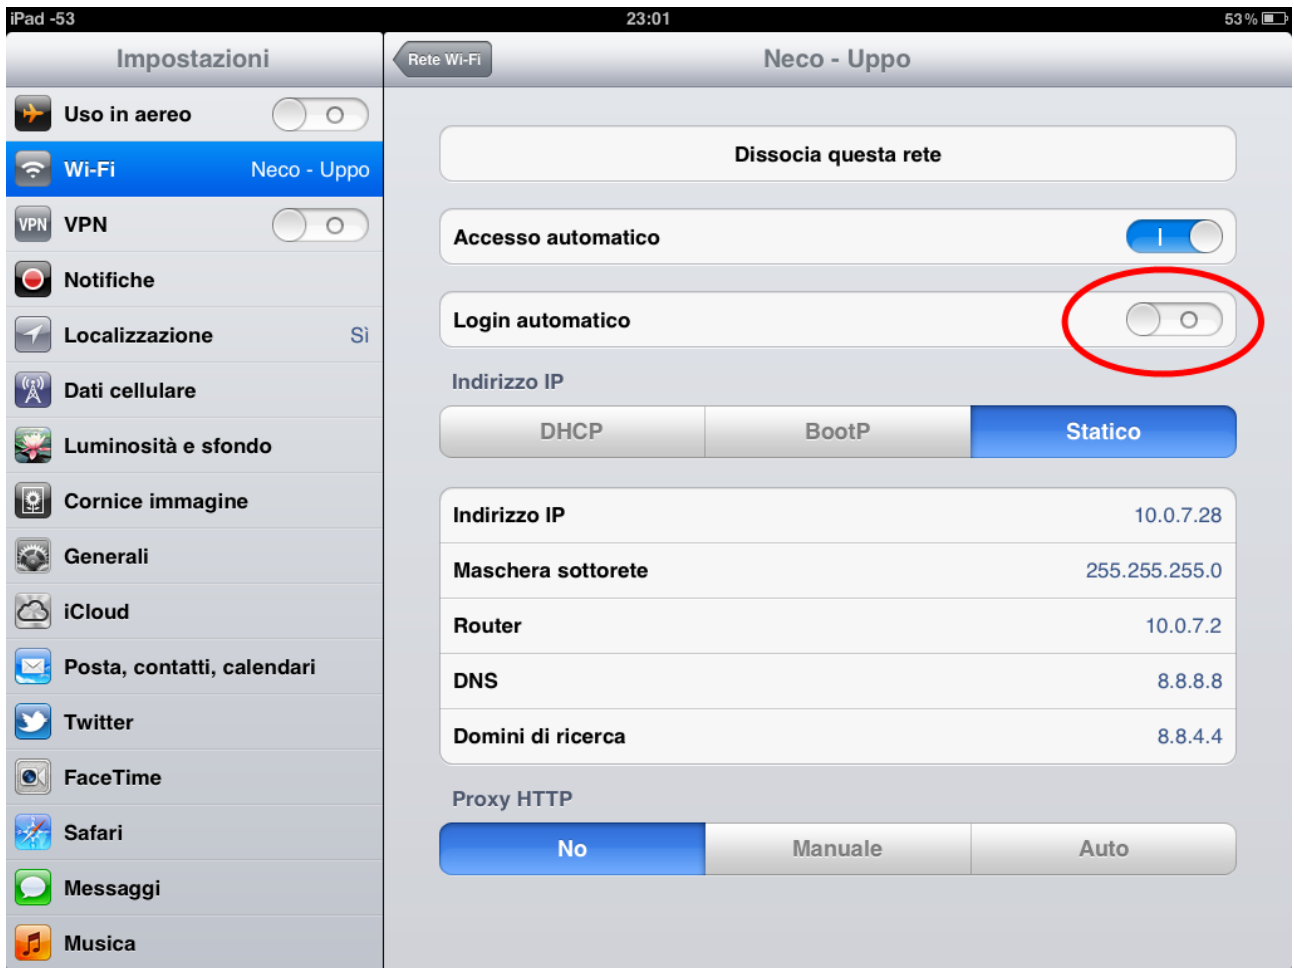 iPad -53
23:01
53 %
Impostazioni
Uso in aereo
Wi-Fi
Neco - Uppo
VPN VPN
Notifiche
Localizzazione
Sì
Dati cellulare
Luminosità e sfondo
Cornice immagine
Generali
iCloud
Posta, contatti, calendari
Twitter
FaceTime
Safari
Messaggi
Musica
Rete Wi-Fi
Neco - Uppo
Dissocia questa rete
Accesso automatico
Login automatico
Indirizzo IP
DHCP
BootP
Statico
Indirizzo IP
10.0.7.28
Maschera sottorete
255.255.255.0
Router
10.0.7.2
DNS
8.8.8.8
Domini di ricerca
8.8.4.4
Proxy HTTP
No
Manuale
Auto